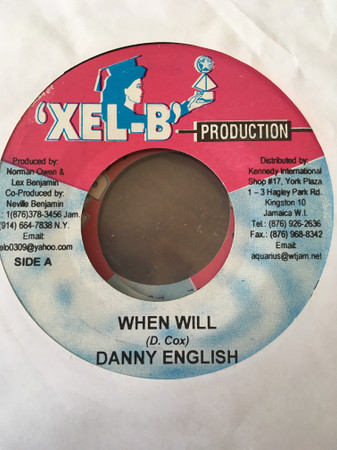 'XEL-B'
PRODUCTION
Produced by:
Norman Owen &
Lex Benjamin
Co-Produced by:
Neville Benjamin
1(876)378-3456 Jam.
(914) 664-7838 N.Y.
Email:
elb0309@yahoo.com
SIDE A
Distributed by:
Kennedy International
Shop #17, York Plaza
1 - 3 Hagley Park Rd.
Kingston 10
Jamaica W.I.
Tel.: (876) 926-2636
Fax.: (876) 968-8342
Email:
aquarius@wtjam.net
WHEN WILL
(D. Cox)
DANNY ENGLISH